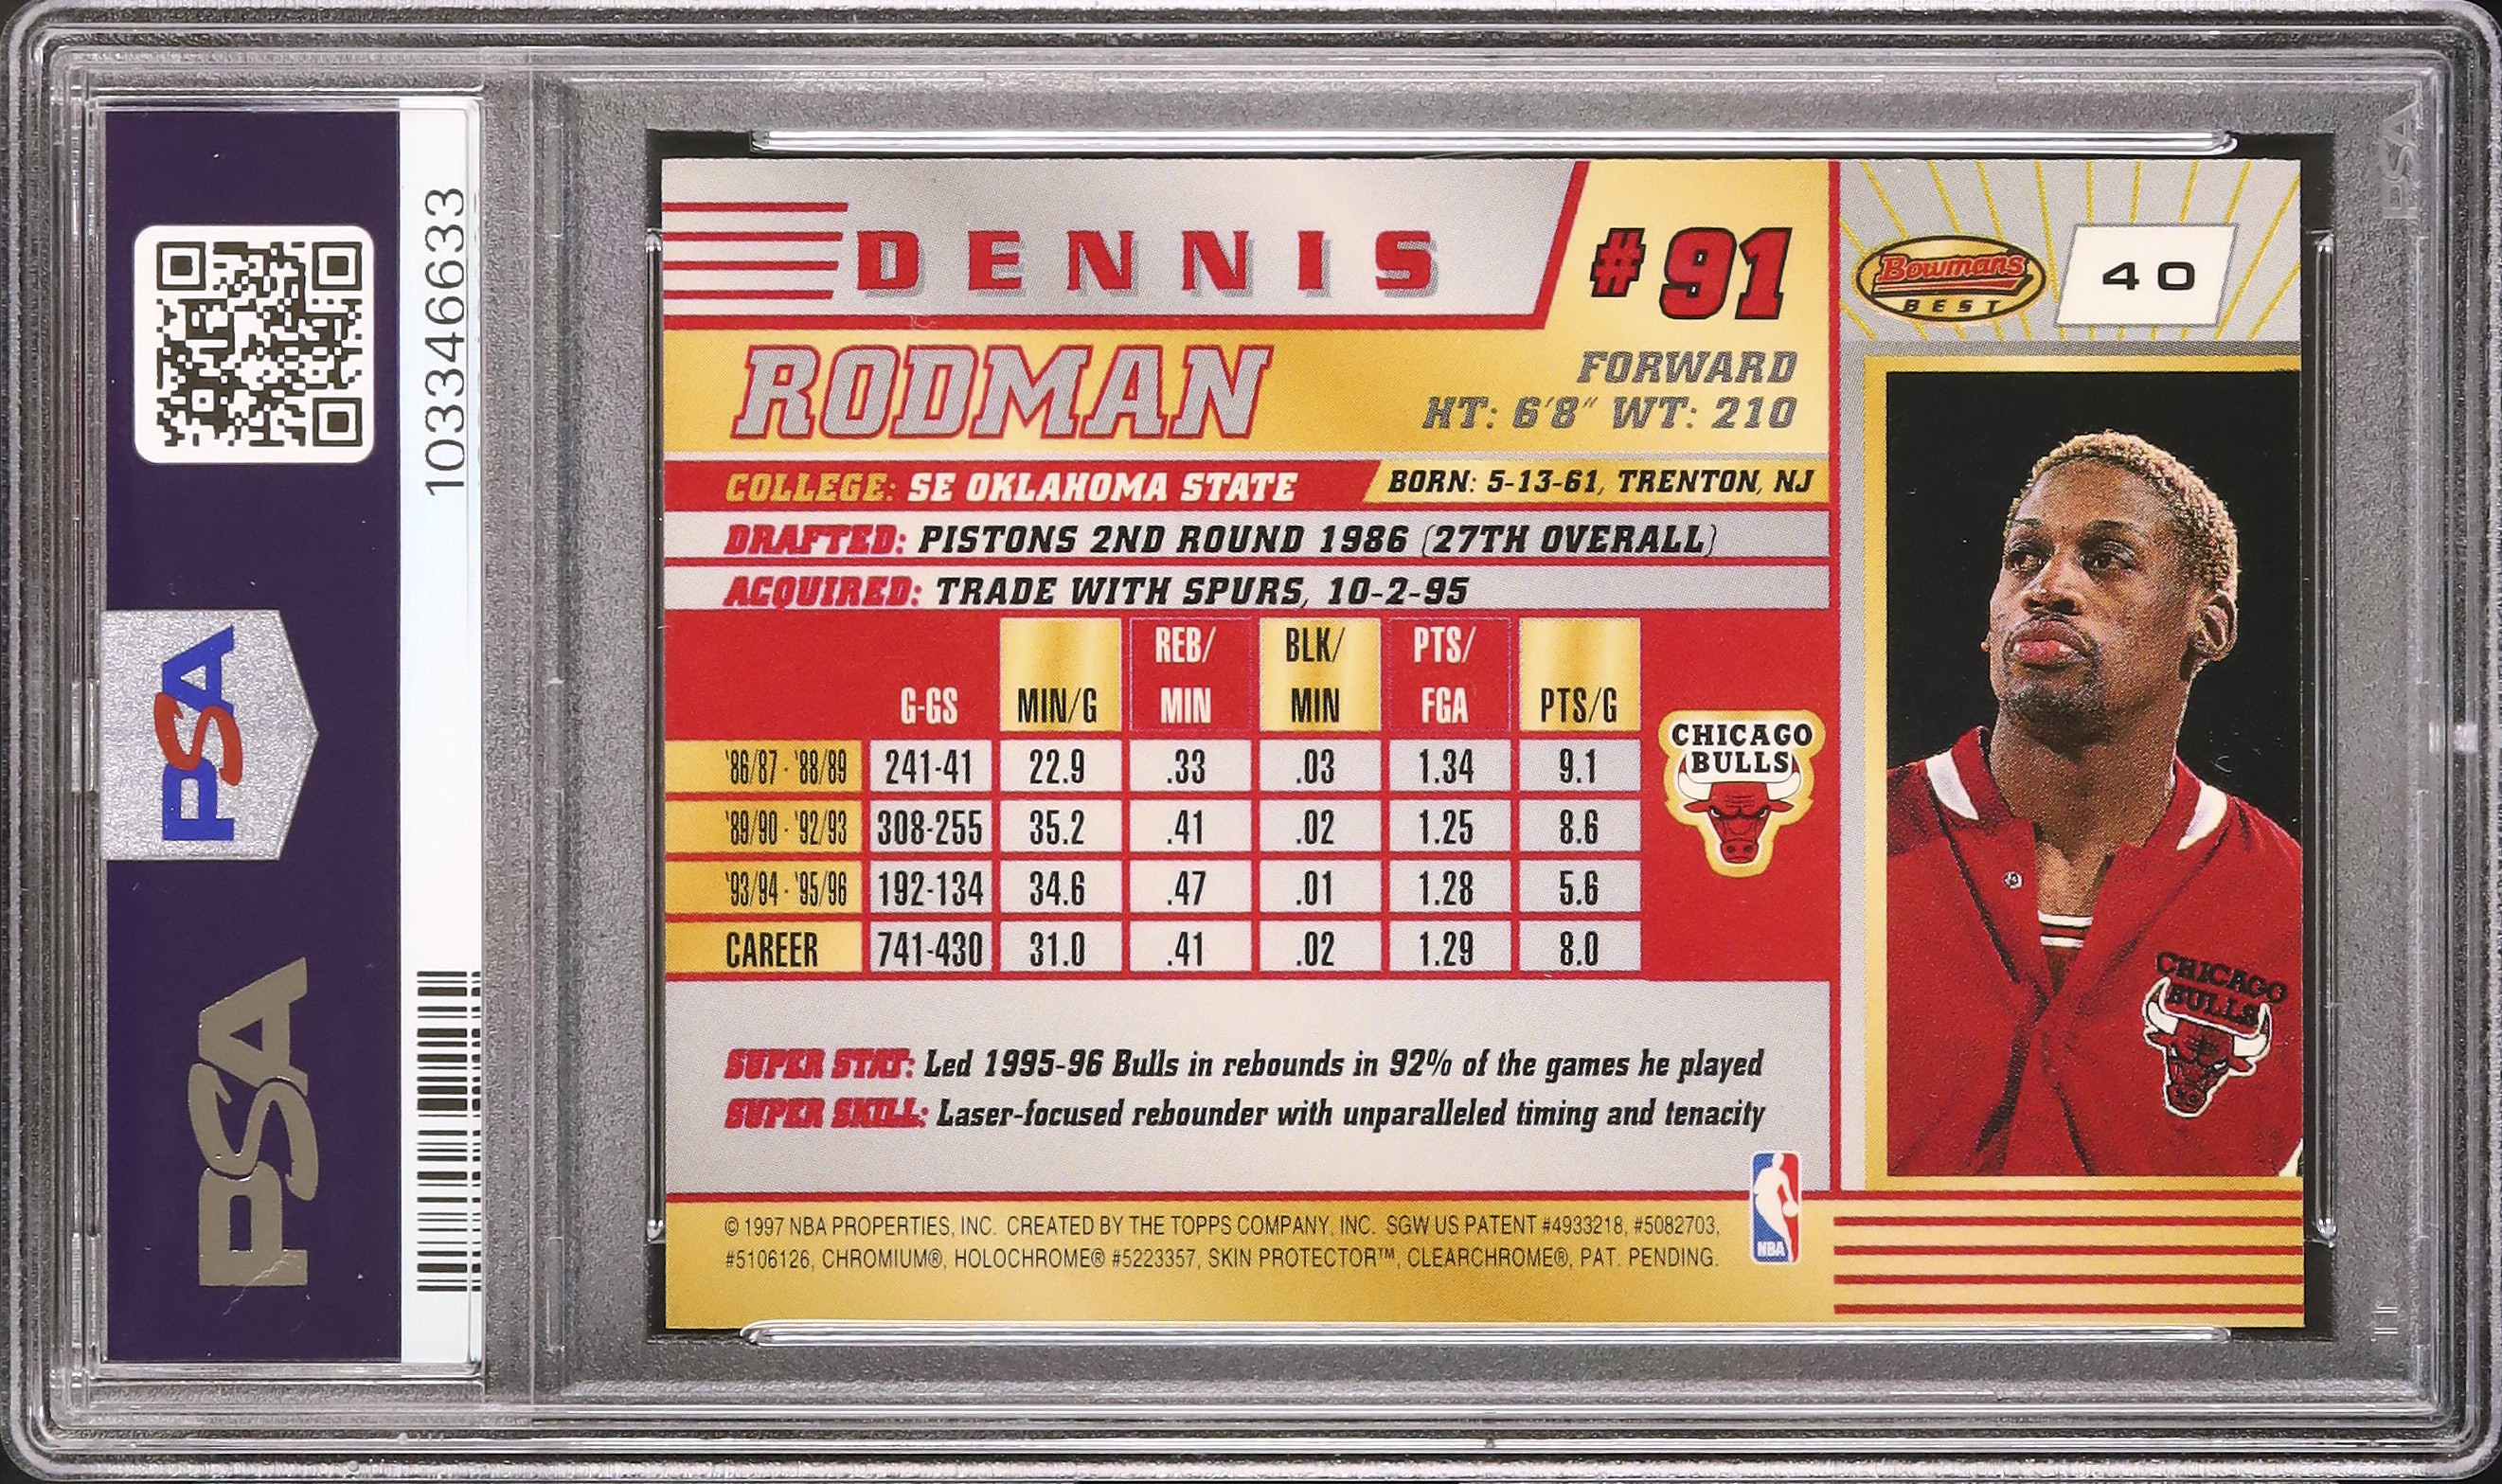 103346633
PSA
PSA
DENNIS
#91
RODMAN
FORWARD
HT: 6'8" WT: 210
Bowmans
BEST
40
COLLEGE: SE OKLAHOMA STATE
BORN: 5-13-61, TRENTON, NJ
DRAFTED: PISTONS 2ND ROUND 1986 (27TH OVERALL)
ACQUIRED: TRADE WITH SPURS, 10-2-95
G-GS MIN/G REB/MIN BLK/MIN PTS/FGA PTS/G
'86/87 - '88/89 241-41 22.9 .33 .03 1.34 9.1
'89/90 - '92/93 308-255 35.2 .41 .02 1.25 8.6
'93/94 - '95/96 192-134 34.6 .47 .01 1.28 5.6
CAREER 741-430 31.0 .41 .02 1.29 8.0
CHICAGO
BULLS
SUPER STAT: Led 1995-96 Bulls in rebounds in 92% of the games he played
SUPER SKILL: Laser-focused rebounder with unparalleled timing and tenacity
© 1997 NBA PROPERTIES, INC. CREATED BY THE TOPPS COMPANY, INC. SGW US PATENT #4933218, #5082703,
#5106126, CHROMIUM®, HOLOCHROME® #5223357, SKIN PROTECTOR™, CLEARCHROME®, PAT. PENDING.
NBA
CHICAGO
BULLS
PSA